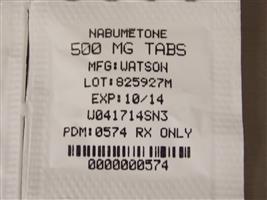 NABUMETONE
500 MG TABS
MFG:WATSON
LOT:825927M
EXP:10/14
W041714SN3
PDM:0574 RX ONLY
0000000574